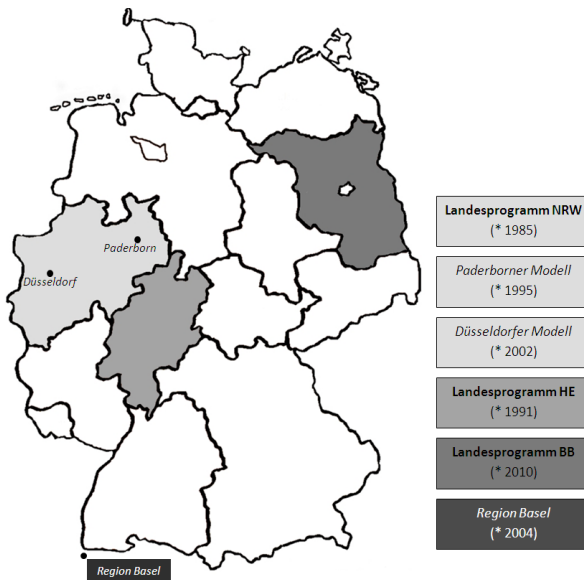 Paderborn
Düsseldorf
Region Basel
Landesprogramm NRW
(* 1985)
Paderborner Modell
(* 1995)
Düsseldorfer Modell
(* 2002)
Landesprogramm HE
(* 1991)
Landesprogramm BB
(* 2010)
Region Basel
(* 2004)